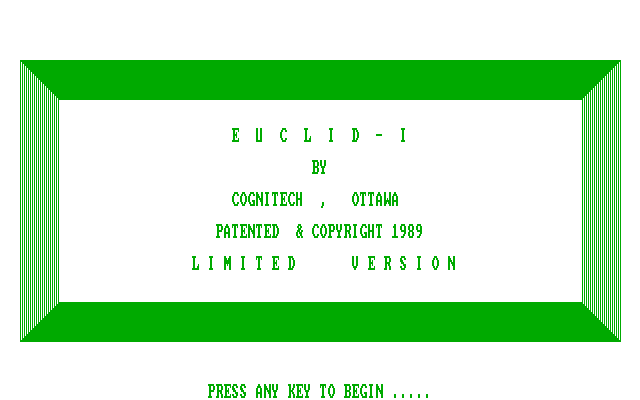 E U C L I D - I
BY
COGNITECH , OTTAWA
PATENTED & COPYRIGHT 1989
L I M I T E D V E R S I O N
PRESS ANY KEY TO BEGIN .....